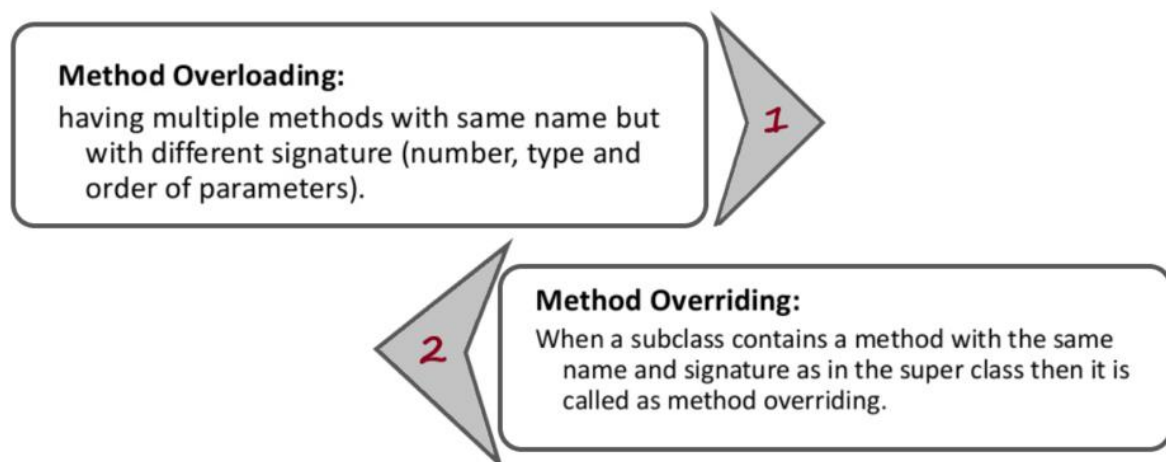 Method Overloading:
having multiple methods with same name but
with different signature (number, type and
order of parameters).
1
2
Method Overriding:
When a subclass contains a method with the same
name and signature as in the super class then it is
called as method overriding.